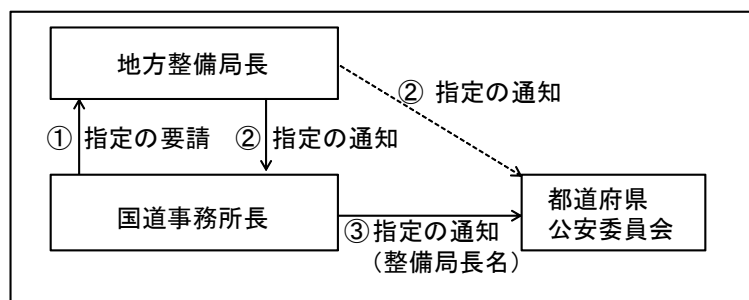 地方整備局長
② 指定の通知
① 指定の要請
② 指定の通知
国道事務所長
③指定の通知
（整備局長名）
都道府県
公安委員会